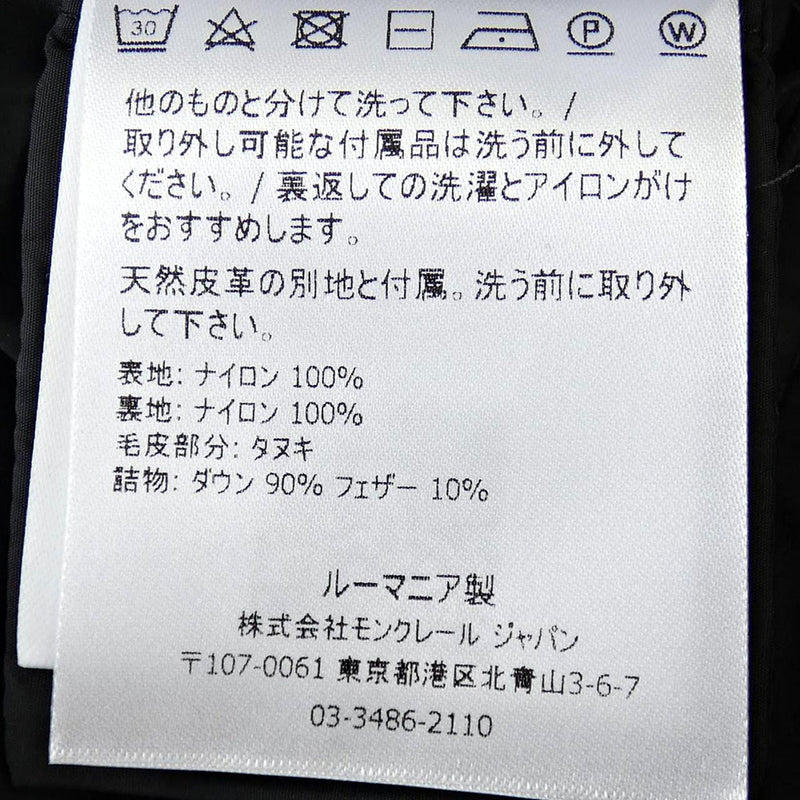 30 P W
他のものと分けて洗って下さい。/
取り外し可能な付属品は洗う前に外して
ください。/ 裏返しての洗濯とアイロンがけ
をおすすめします。
天然皮革の別地と付属。洗う前に取り外
して下さい。
表地: ナイロン 100%
裏地: ナイロン 100%
毛皮部分: タヌキ
詰物: ダウン 90% フェザー 10%
ルーマニア製
株式会社モンクレール ジャパン
〒107-0061 東京都港区北青山3-6-7
03-3486-2110